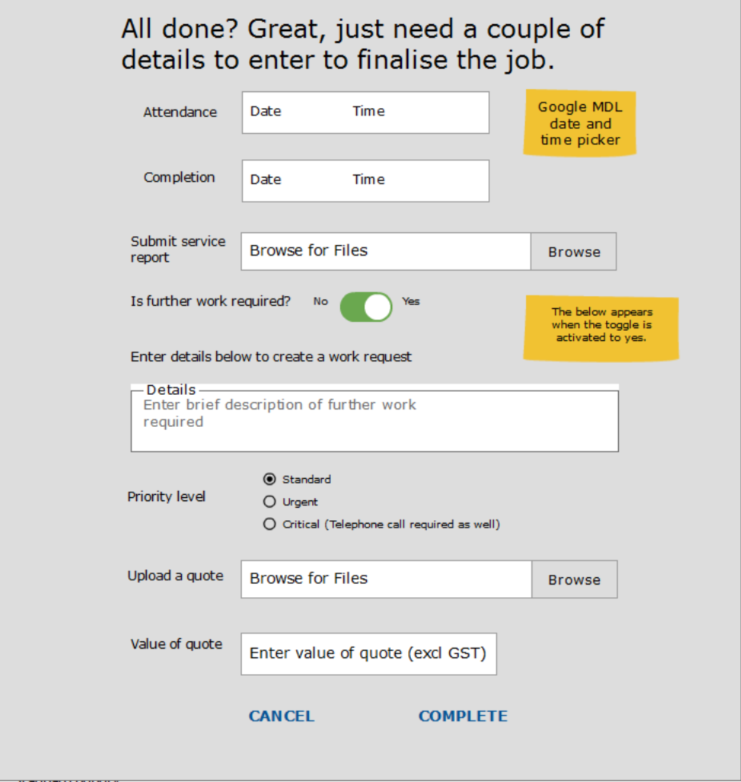 All done? Great, just need a couple of
details to enter to finalise the job.
Attendance
Date Time
Google MDL
date and
time picker
Completion
Date Time
Submit service
report
Browse for Files
Browse
Is further work required?
No
Yes
The below appears
when the toggle is
activated to yes.
Enter details below to create a work request
Details
Enter brief description of further work
required
Priority level
Standard
Urgent
Critical (Telephone call required as well)
Upload a quote
Browse for Files
Browse
Value of quote
Enter value of quote (excl GST)
CANCEL
COMPLETE